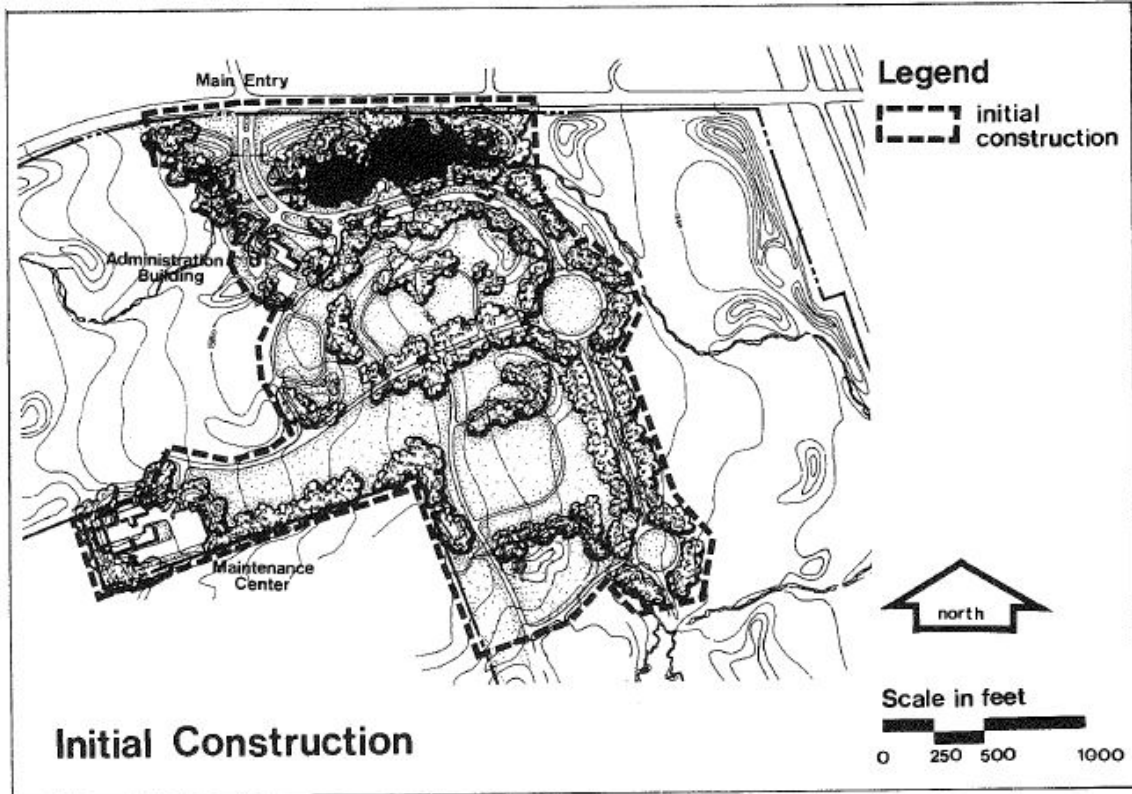 Main Entry
Legend
initial
construction
Administration
Building
Maintenance
Center
north
Scale in feet
0 250 500 1000
Initial Construction